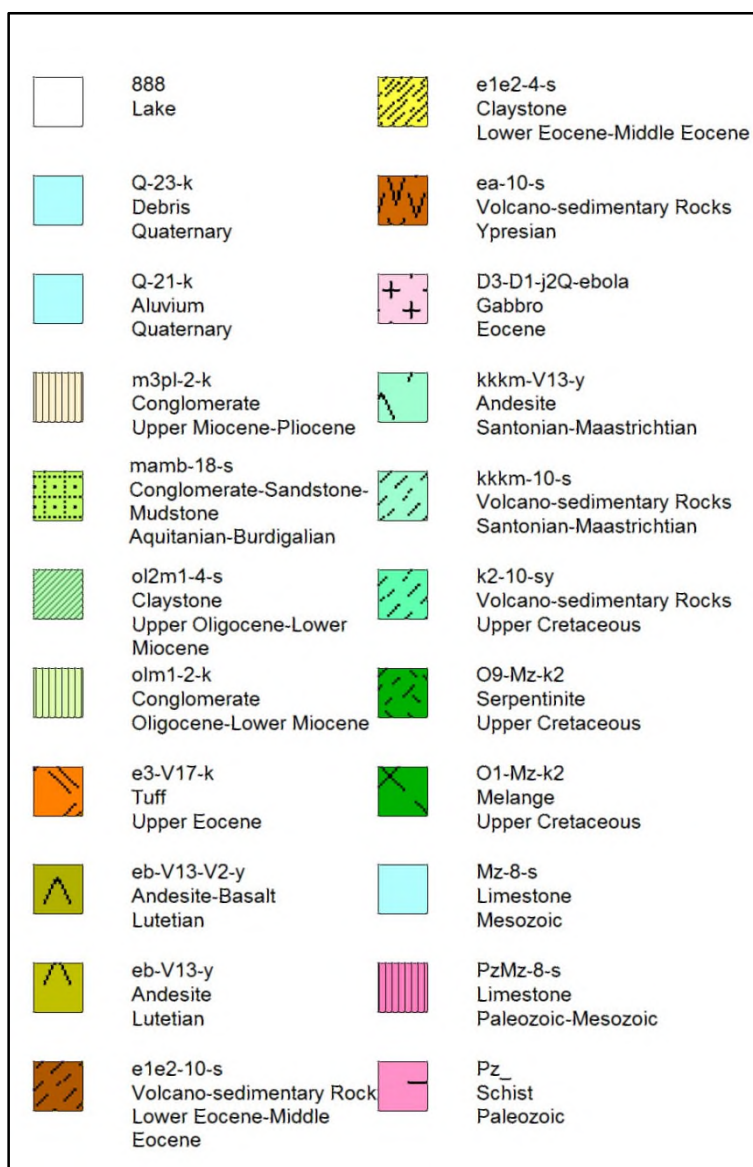 888
Lake
Q-23-k
Debris
Quaternary
Q-21-k
Aluvium
Quaternary
m3pl-2-k
Conglomerate
Upper Miocene-Pliocene
mamb-18-s
Conglomerate-Sandstone-
Mudstone
Aquitanian-Burdigalian
ol2m1-4-s
Claystone
Upper Oligocene-Lower
Miocene
olm1-2-k
Conglomerate
Oligocene-Lower Miocene
e3-V17-k
Tuff
Upper Eocene
eb-V13-V2-y
Andesite-Basalt
Lutetian
eb-V13-y
Andesite
Lutetian
e1e2-10-s
Volcano-sedimentary Rock
Lower Eocene-Middle
Eocene
e1e2-4-s
Claystone
Lower Eocene-Middle Eocene
ea-10-s
Volcano-sedimentary Rocks
Ypresian
D3-D1-j2Q-ebola
Gabbro
Eocene
kkkm-V13-y
Andesite
Santonian-Maastrichtian
kkkm-10-s
Volcano-sedimentary Rocks
Santonian-Maastrichtian
k2-10-sy
Volcano-sedimentary Rocks
Upper Cretaceous
O9-Mz-k2
Serpentinite
Upper Cretaceous
O1-Mz-k2
Melange
Upper Cretaceous
Mz-8-s
Limestone
Mesozoic
PzMz-8-s
Limestone
Paleozoic-Mesozoic
Pz_
Schist
Paleozoic